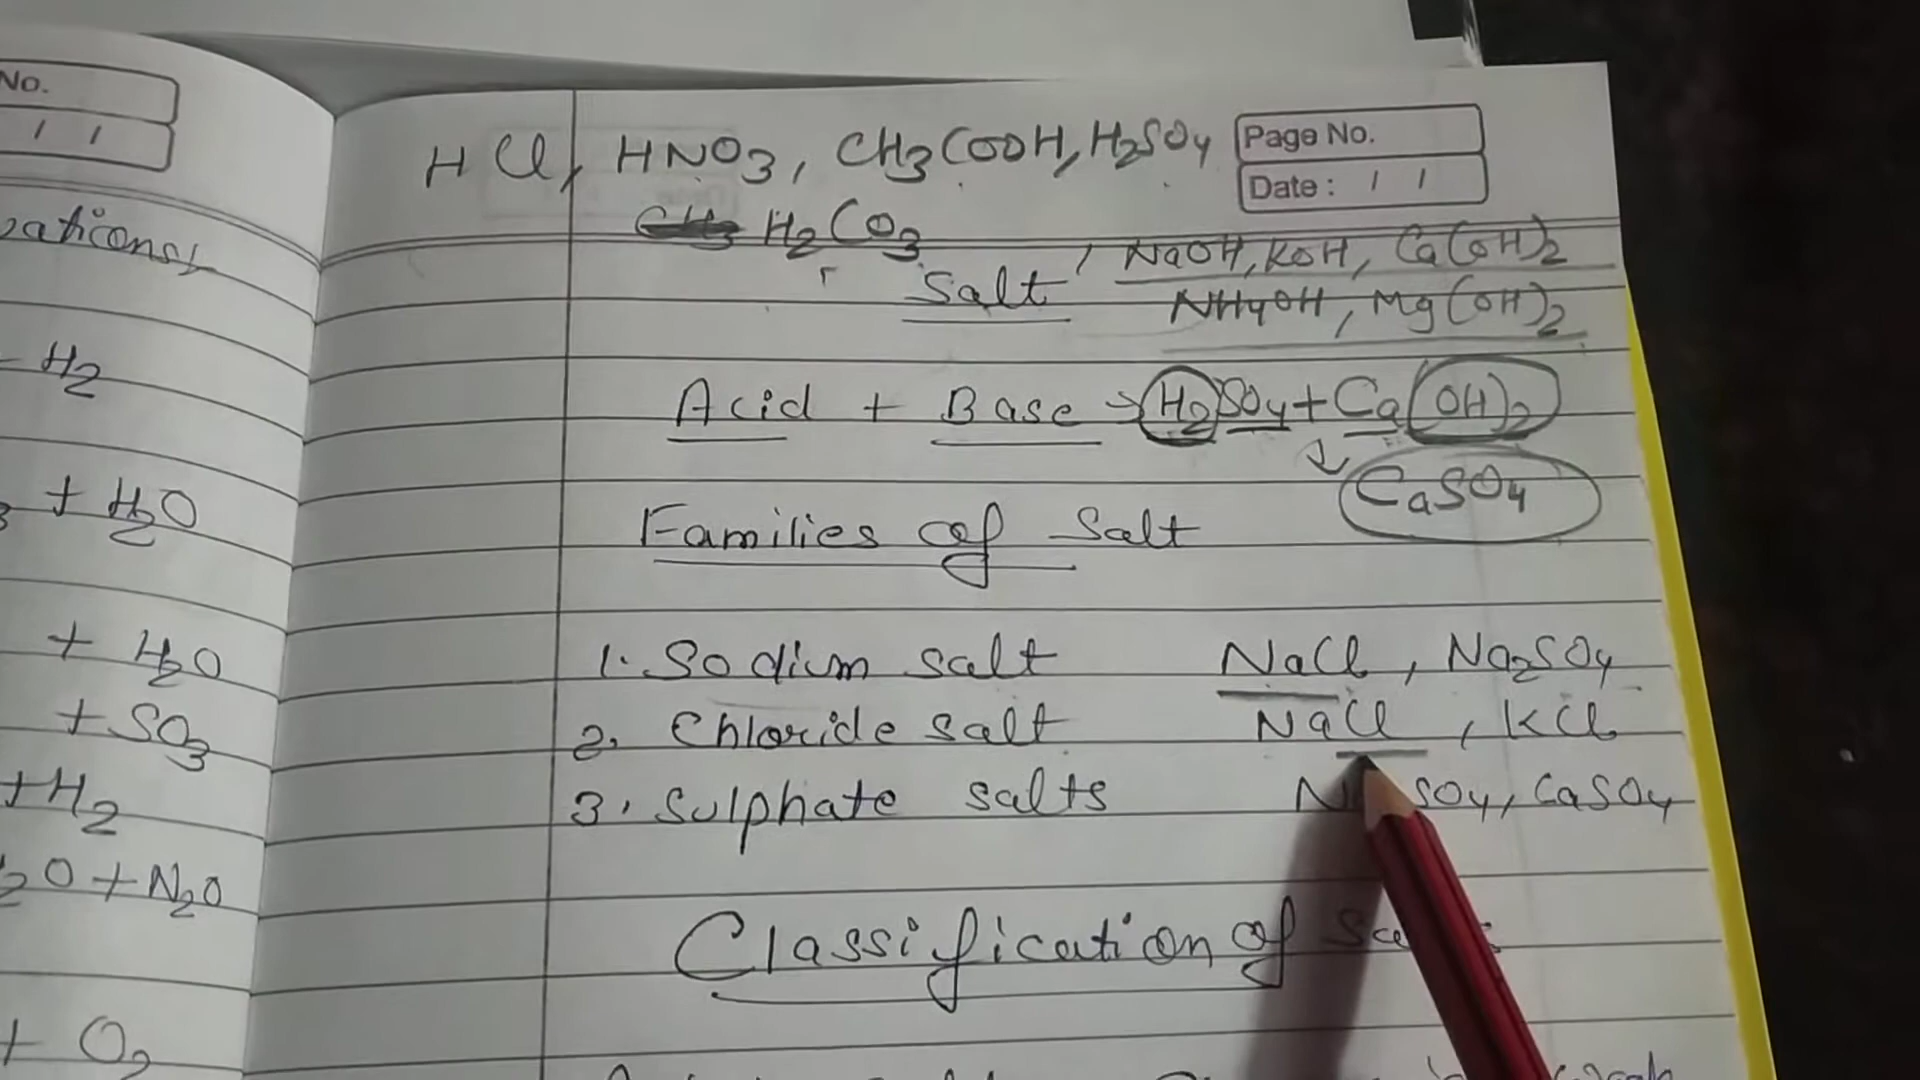 No.
/ /
H2
+ H2O
+ H2O
+ SO3
+H2
2O + N2O
+ O2
HCl, HNO3, CH3COOH, H2SO4
Page No.
Date: / /
H2CO3
Salt, NaOH, KOH, Ca(OH)2
NH4OH, Mg(OH)2
Acid + Base → H2SO4 + Ca(OH)2
↓ CaSO4
Families of Salt
1. Sodium salt NaCl, Na2SO4
2. Chloride salt NaCl, KCl
3. Sulphate salts SO4, CaSO4
Classification of